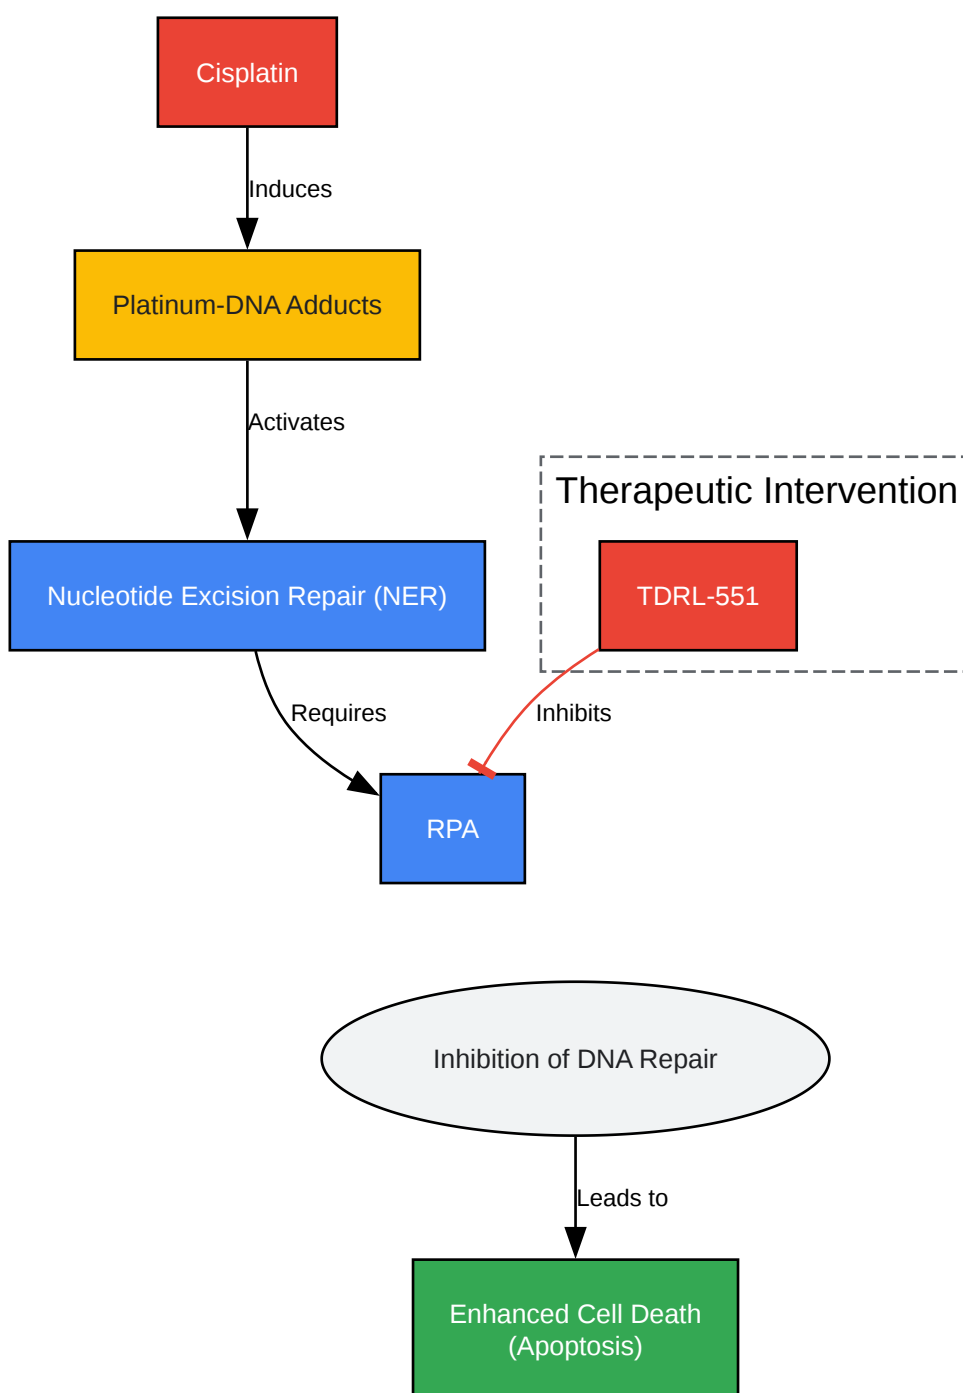 Cisplatin
Induces
Platinum-DNA Adducts
Activates
Therapeutic Intervention
Nucleotide Excision Repair (NER)
TDRL-551
Requires
Inhibits
RPA
Inhibition of DNA Repair
Leads to
Enhanced Cell Death
(Apoptosis)